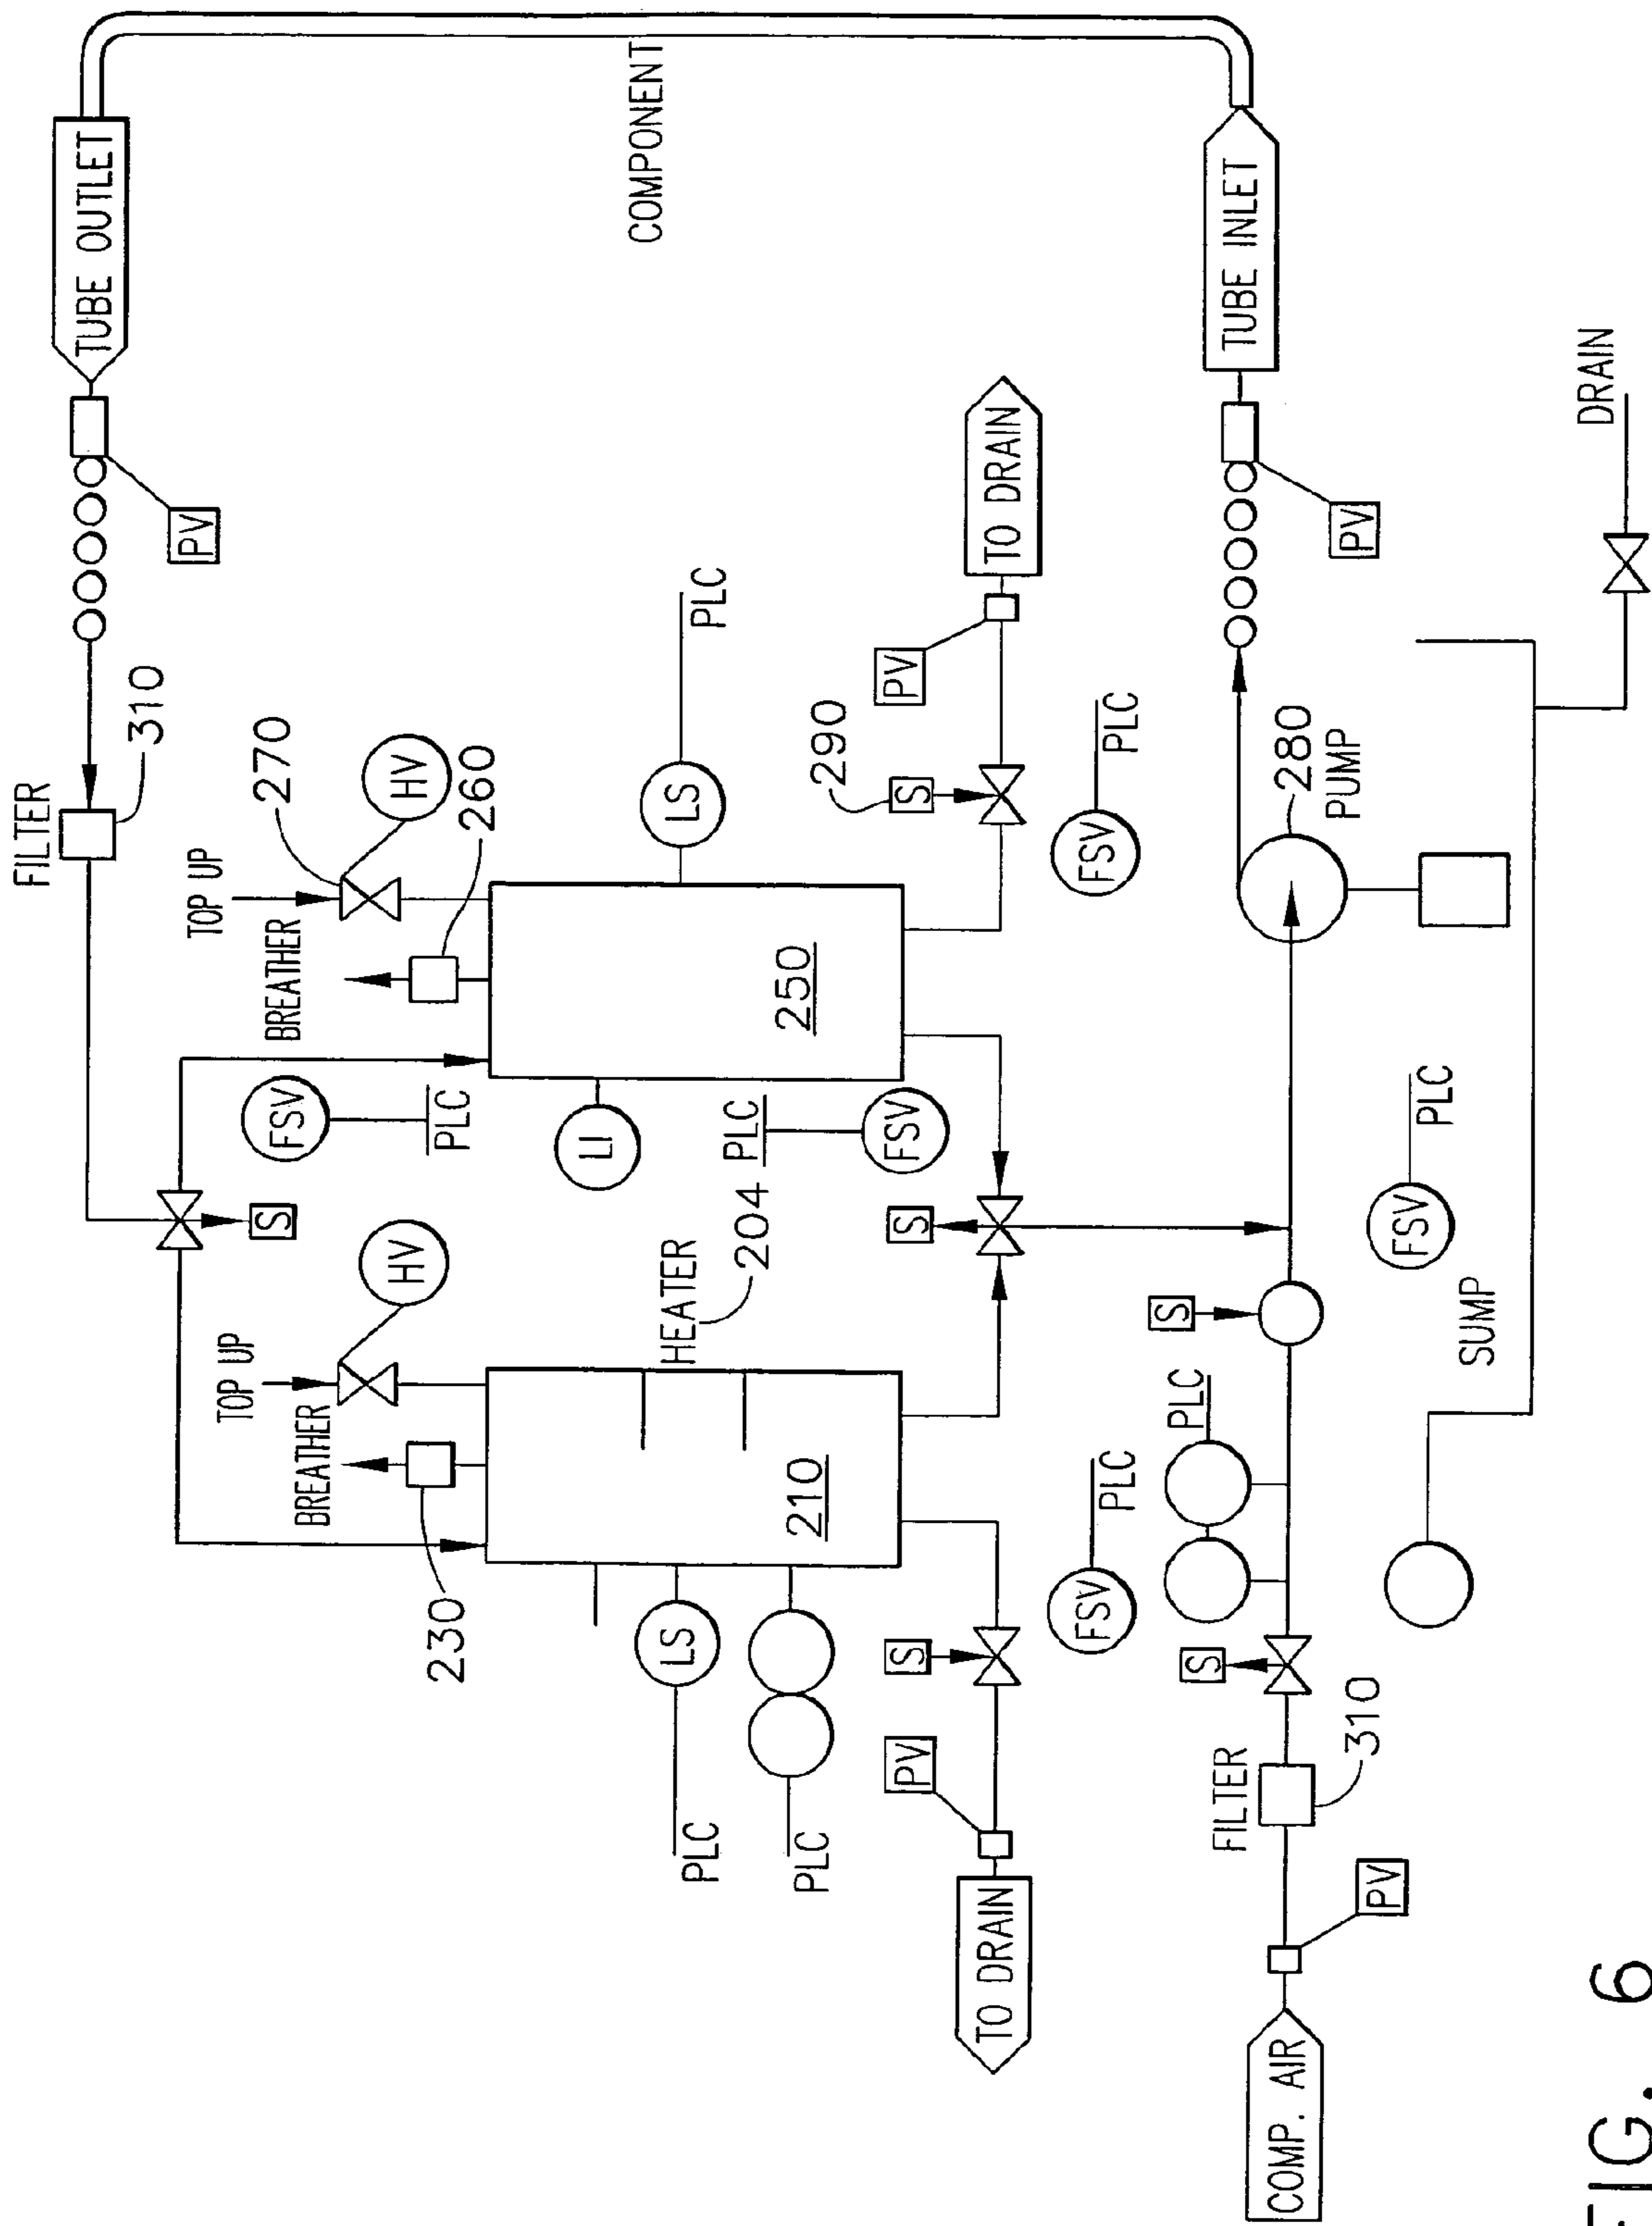 FILTER
TUBE OUTLET
310
PV
TOP UP
TOP UP
S
FSV
270
BREATHER
BREATHER
HV
HV
230
PLC
260
LI
COMPONENT
LS
HEATER
LS
PLC
PLC
204
PLC
210
250
PLC
290
PV
S
S
FSV
S
PV
TO DRAIN
TO DRAIN
FSV
PLC
FSV
PLC
S
PLC
S
FILTER
TUBE INLET
COMP. AIR
280
PUMP
PV
310
PV
FSV
PLC
SUMP
DRAIN
FIG. 6